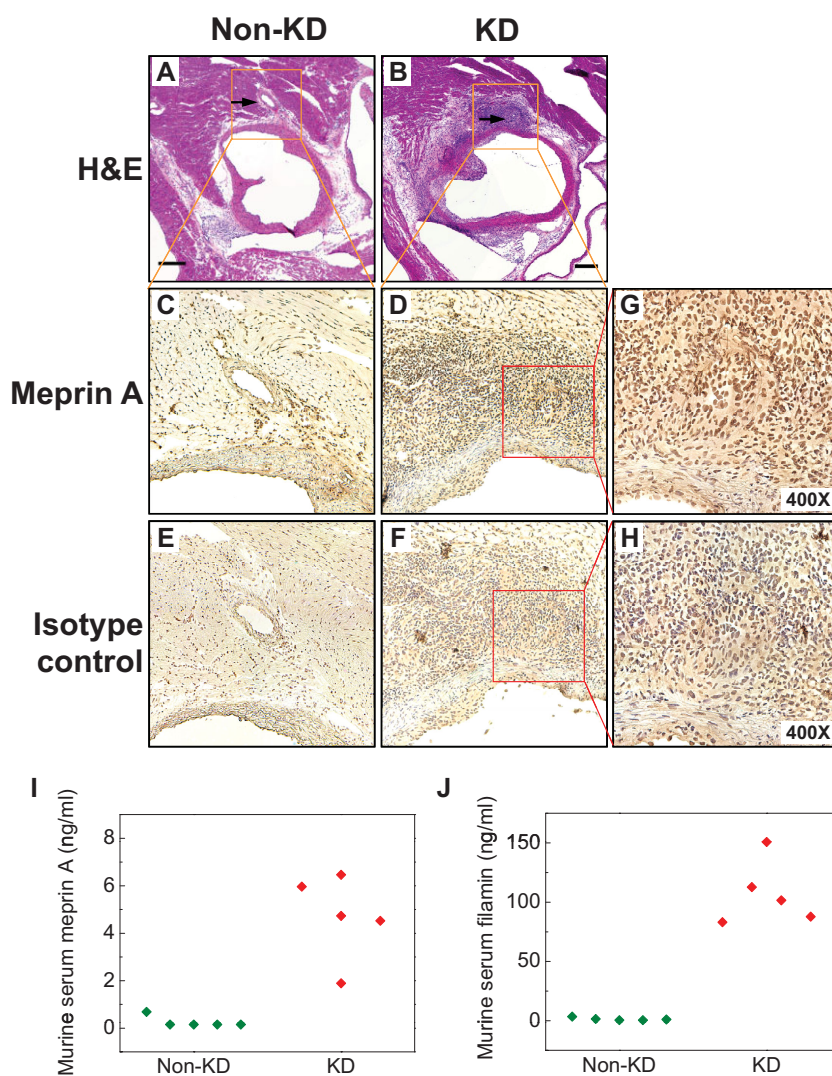 Non-KD
KD
A
B
H&E
C
D
G
Meprin A
400X
E
F
H
Isotype
control
400X
I
J
Murine serum meprin A (ng/ml)
8
6
4
2
0
Non-KD
KD
Murine serum filamin (ng/ml)
150
100
50
0
Non-KD
KD